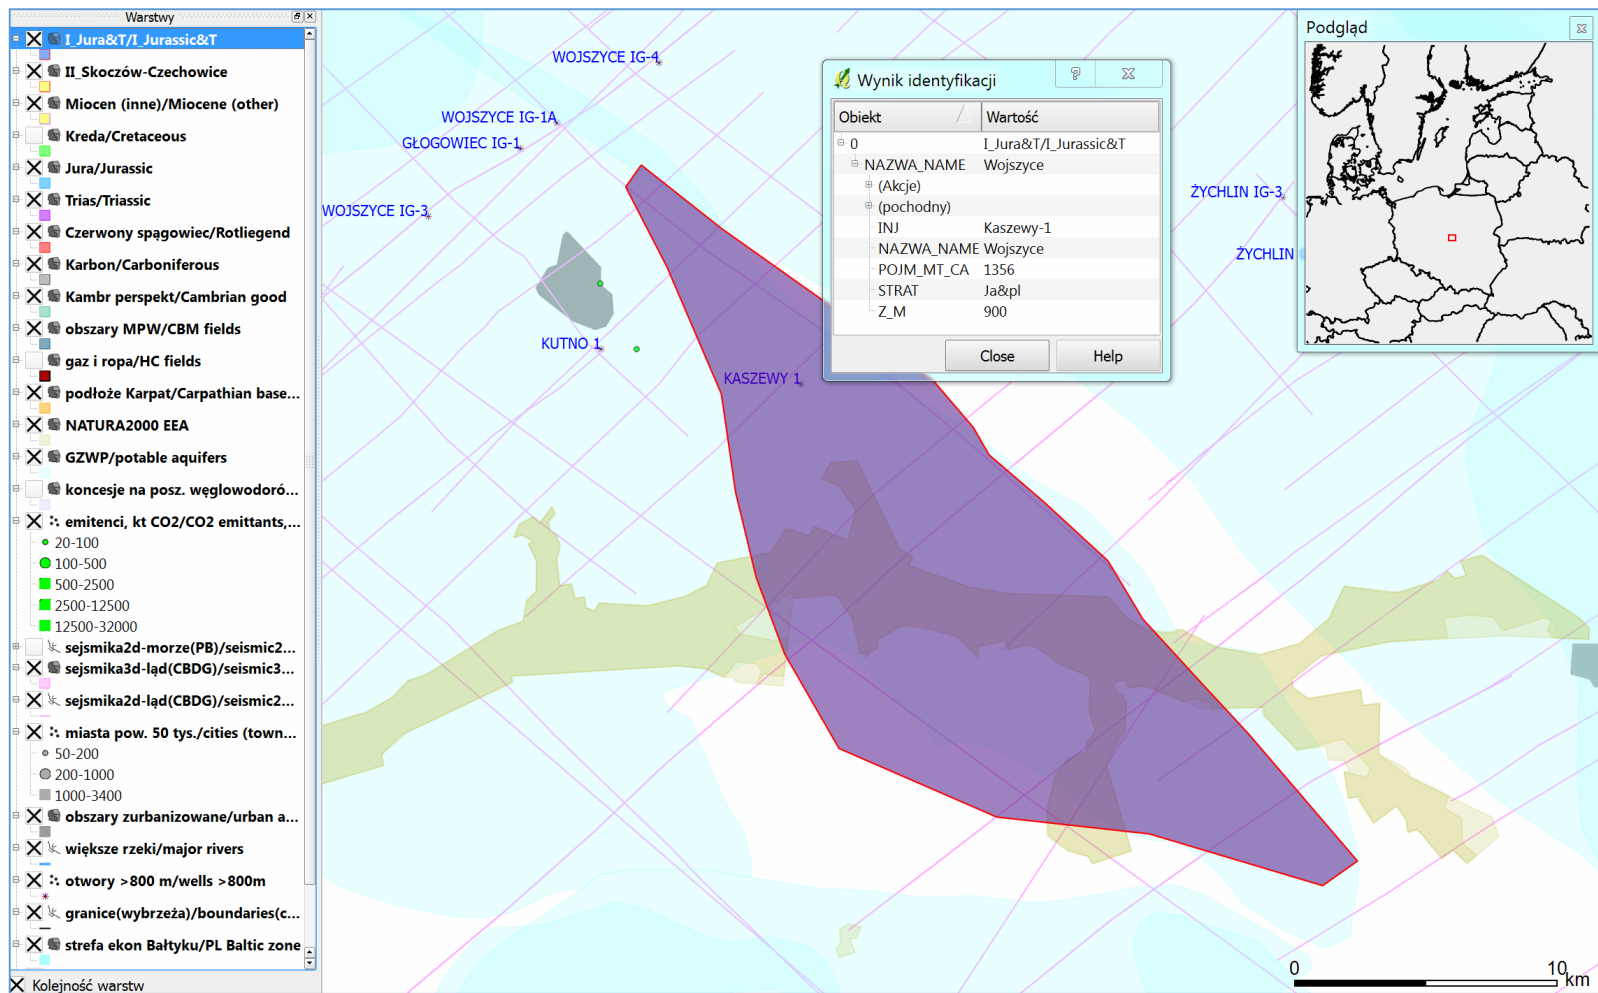 Warstwy
I_Jura&T/I_Jurassic&T
II_Skoczów-Czechowice
Miocen (inne)/Miocene (other)
Kreda/Cretaceous
Jura/Jurassic
Trias/Triassic
Czerwony spągowiec/Rotliegend
Karbon/Carboniferous
Kambr perspekt/Cambrian good
obszary MPW/CBM fields
gaz i ropa/HC fields
podłoże Karpat/Carpathian base...
NATURA2000 EEA
GZWP/potable aquifers
koncesje na posz. węglowodoró...
emitenci, kt CO2/CO2 emittants,...
20-100
100-500
500-2500
2500-12500
12500-32000
sejsmika2d-morze(PB)/seismic2...
sejsmika3d-ląd(CBDG)/seismic3...
sejsmika2d-ląd(CBDG)/seismic2...
miasta pow. 50 tys./cities (town...
50-200
200-1000
1000-3400
obszary zurbanizowane/urban a...
większe rzeki/major rivers
otwory >800 m/wells >800m
granice(wybrzeża)/boundaries(c...
strefa ekon Bałtyku/PL Baltic zone
Kolejność warstw
WOJSZYCE IG-4
WOJSZYCE IG-1A
GŁOGOWIEC IG-1
WOJSZYCE IG-3
KUTNO 1
KASZEWY 1
ŻYCHLIN IG-3
ŻYCHLIN
Wynik identyfikacji
?
Obiekt Wartość
0 I_Jura&T/I_Jurassic&T
NAZWA_NAME Wojszyce
(Akcje)
(pochodny)
INJ Kaszewy-1
NAZWA_NAME Wojszyce
POJM_MT_CA 1356
STRAT Ja&pl
Z_M 900
Close Help
Podgląd
0 10 km